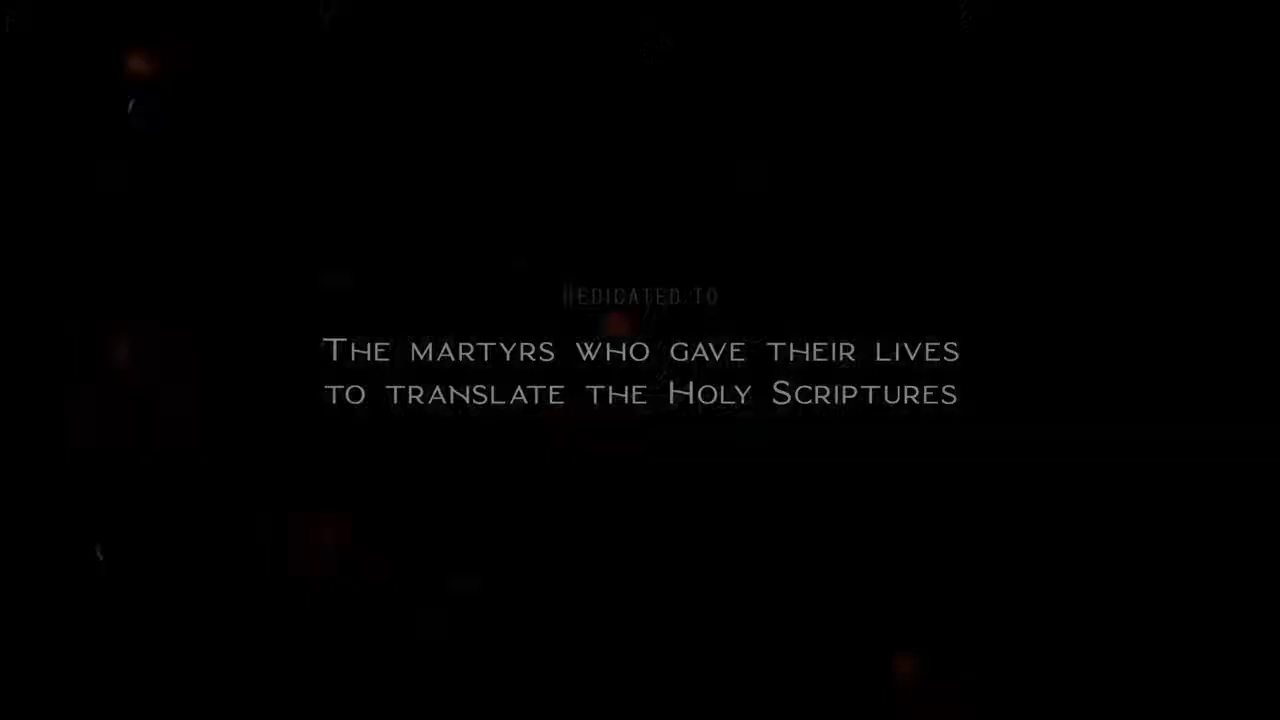 Dedicated to
The martyrs who gave their lives
to translate the Holy Scriptures